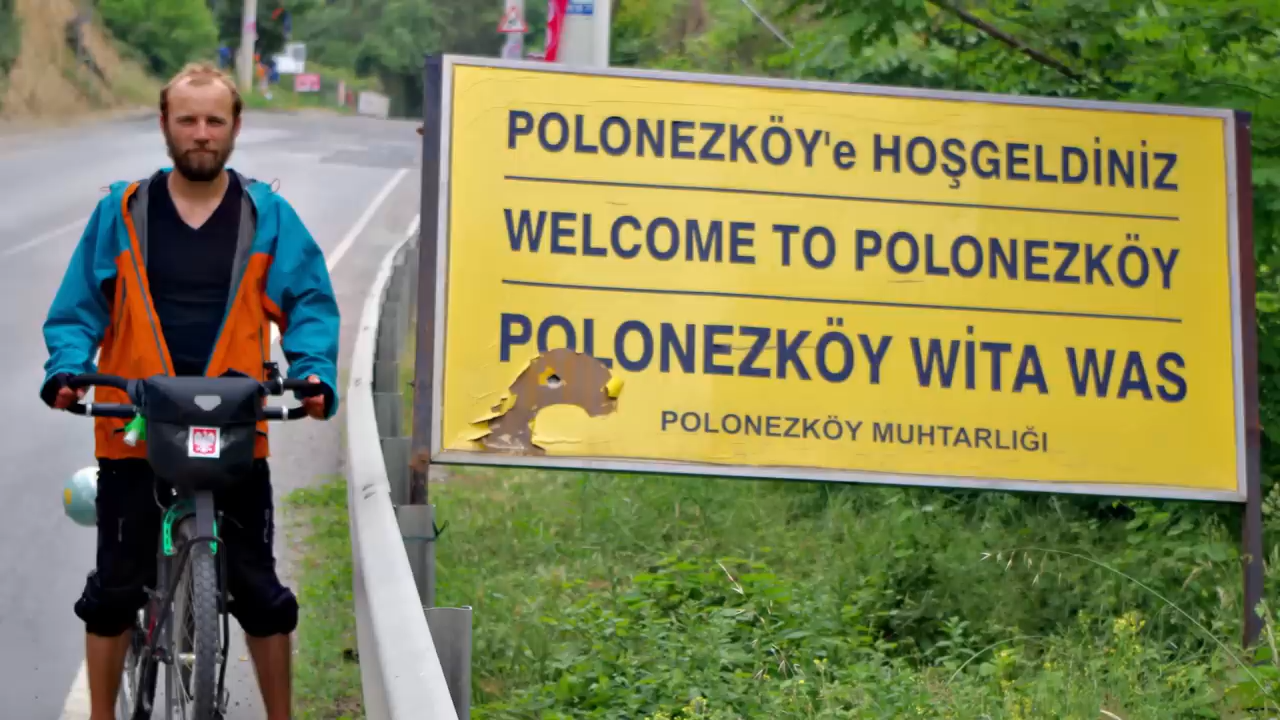 POLONEZKÖY'e HOŞGELDİNİZ
WELCOME TO POLONEZKÖY
POLONEZKÖY WİTA WAS
POLONEZKÖY MUHTARLIĞI